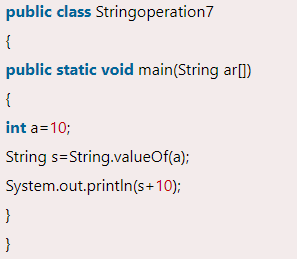 public class Stringoperation7
{
public static void main(String ar[])
{
int a=10;
String s=String.valueOf(a);
System.out.println(s+10);
}
}